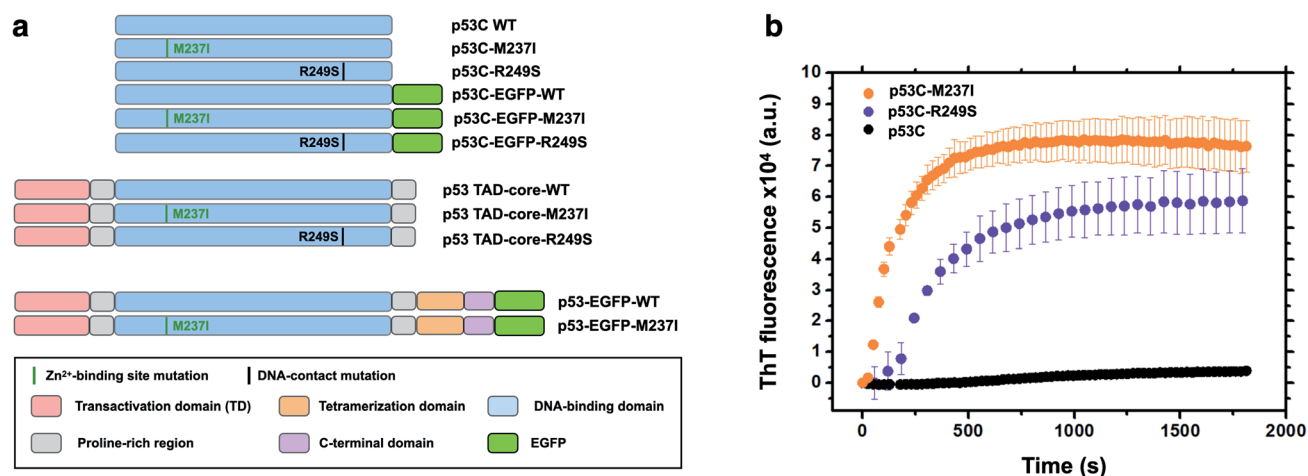 a
p53C WT
M237I p53C-M237I
R249S p53C-R249S
p53C-EGFP-WT
M237I p53C-EGFP-M237I
R249S p53C-EGFP-R249S
p53 TAD-core-WT
M237I p53 TAD-core-M237I
R249S p53 TAD-core-R249S
p53-EGFP-WT
M237I p53-EGFP-M237I
Zn²⁺-binding site mutation DNA-contact mutation
Transactivation domain (TD) Tetramerization domain DNA-binding domain
Proline-rich region C-terminal domain EGFP
b
p53C-M237I
p53C-R249S
p53C
ThT fluorescence x10⁴ (a.u.)
10
9
8
7
6
5
4
3
2
1
0
0 500 1000 1500 2000
Time (s)